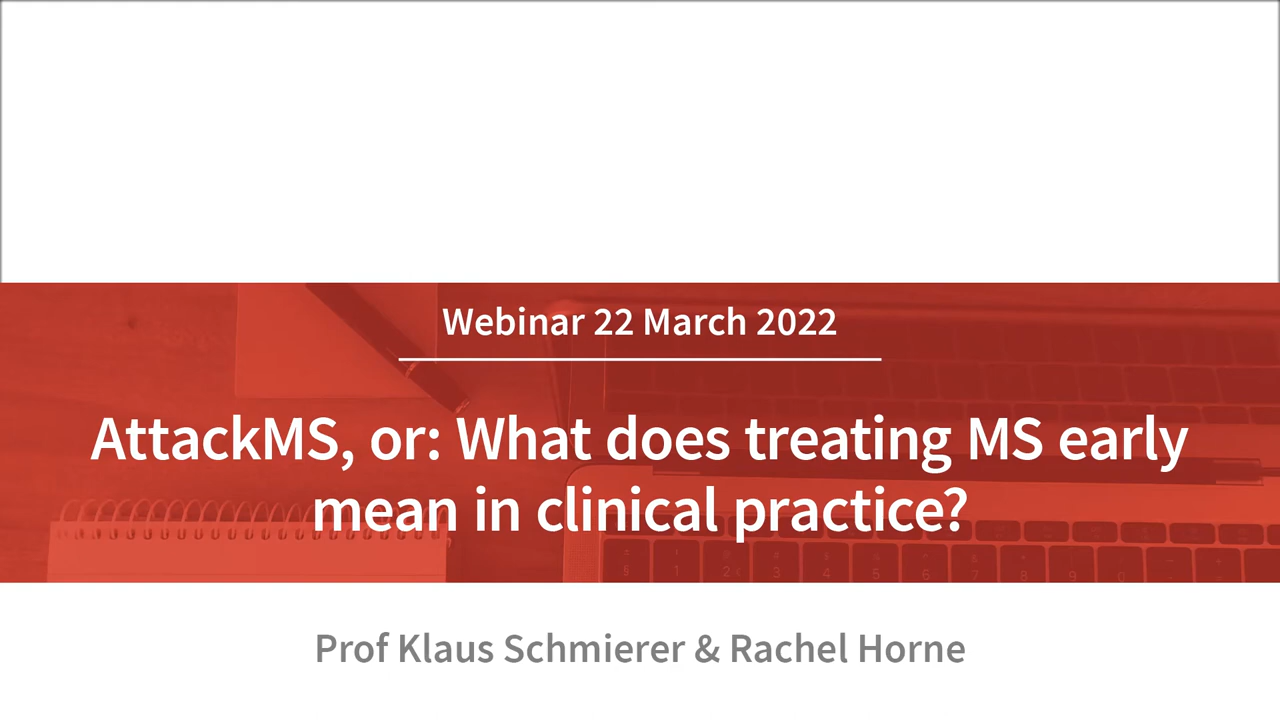 Webinar 22 March 2022
AttackMS, or: What does treating MS early
mean in clinical practice?
Prof Klaus Schmierer & Rachel Horne